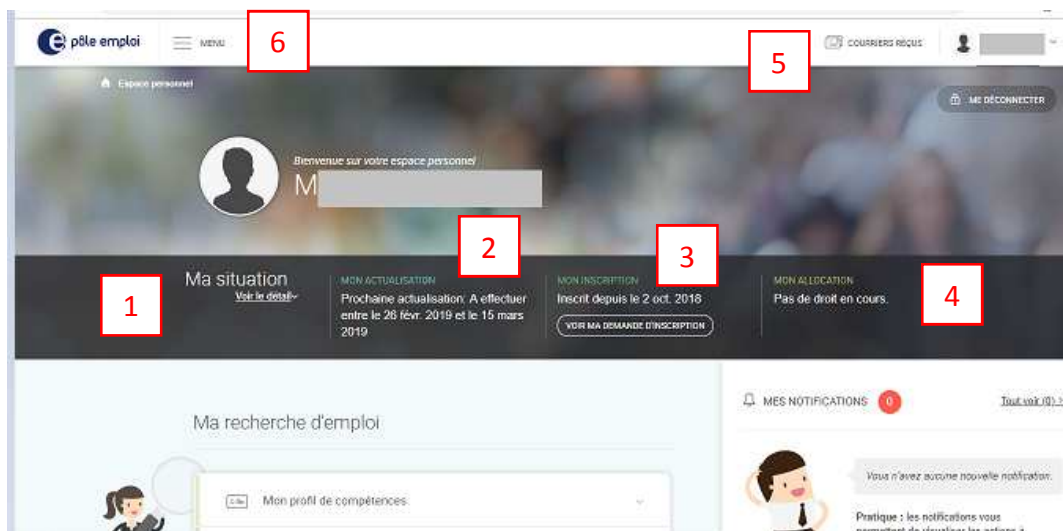 pôle emploi
MENU
6
5
COURRIERS REÇUS
Espace personnel
ME DÉCONNECTER
Bienvenue sur votre espace personnel
M
2
3
1
4
Ma situation
Voir le détail
MON ACTUALISATION
Prochaine actualisation: A effectuer
entre le 26 févr. 2019 et le 15 mars
2019
MON INSCRIPTION
Inscrit depuis le 2 oct. 2018
VOIR MA DEMANDE D'INSCRIPTION
MON ALLOCATION
Pas de droit en cours.
Ma recherche d'emploi
Mon profil de compétences
MES NOTIFICATIONS 0
Tout voir (0) >
Vous n'avez aucune nouvelle notification.
Pratique : les notifications vous
permettent de visualiser les actions à